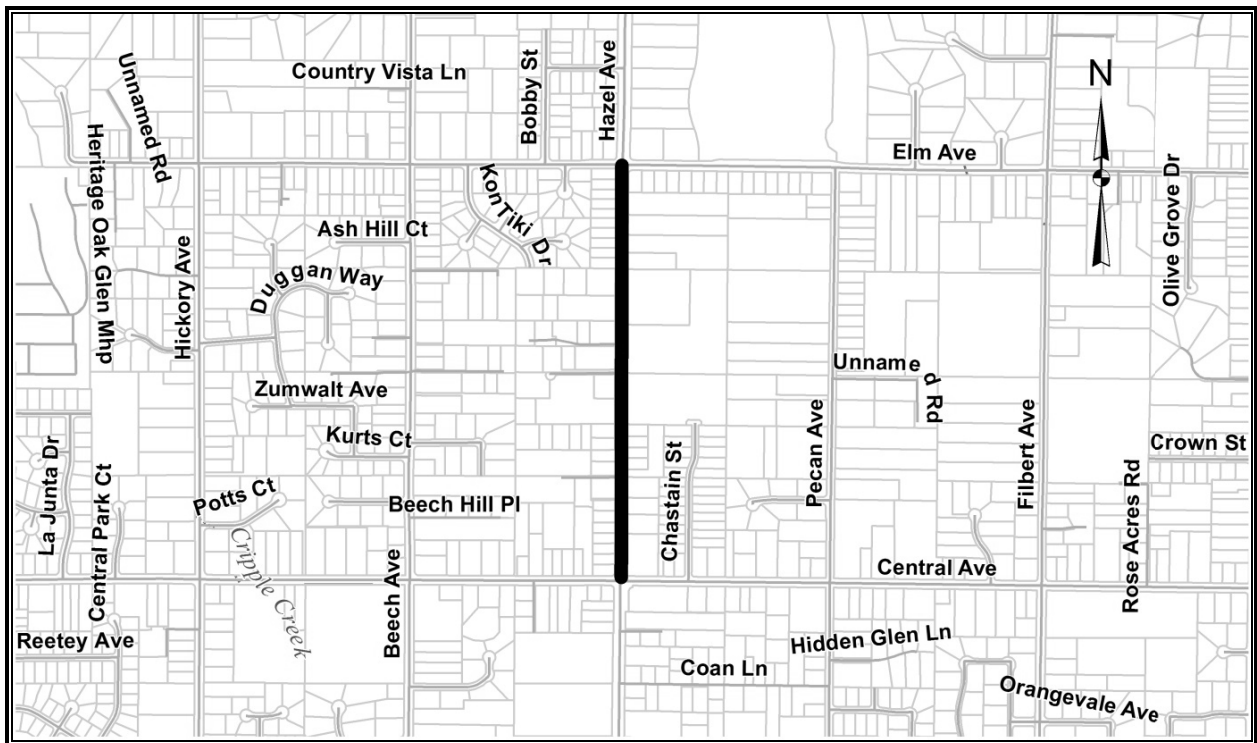 Country Vista Ln
Unnamed Rd
Bobby St
Hazel Ave
N
Elm Ave
Heritage Oak Glen Mhp
KonTiki Dr
Olive Grove Dr
Ash Hill Ct
Hickory Ave
Duggan Way
Unnamed Rd
Zumwalt Ave
Pecan Ave
Filbert Ave
Kurts Ct
Chastain St
Crown St
La Junta Dr
Central Park Ct
Potts Ct
Beech Hill Pl
Rose Acres Rd
Cripple Creek
Beech Ave
Central Ave
Reetey Ave
Hidden Glen Ln
Coan Ln
Orangevale Ave